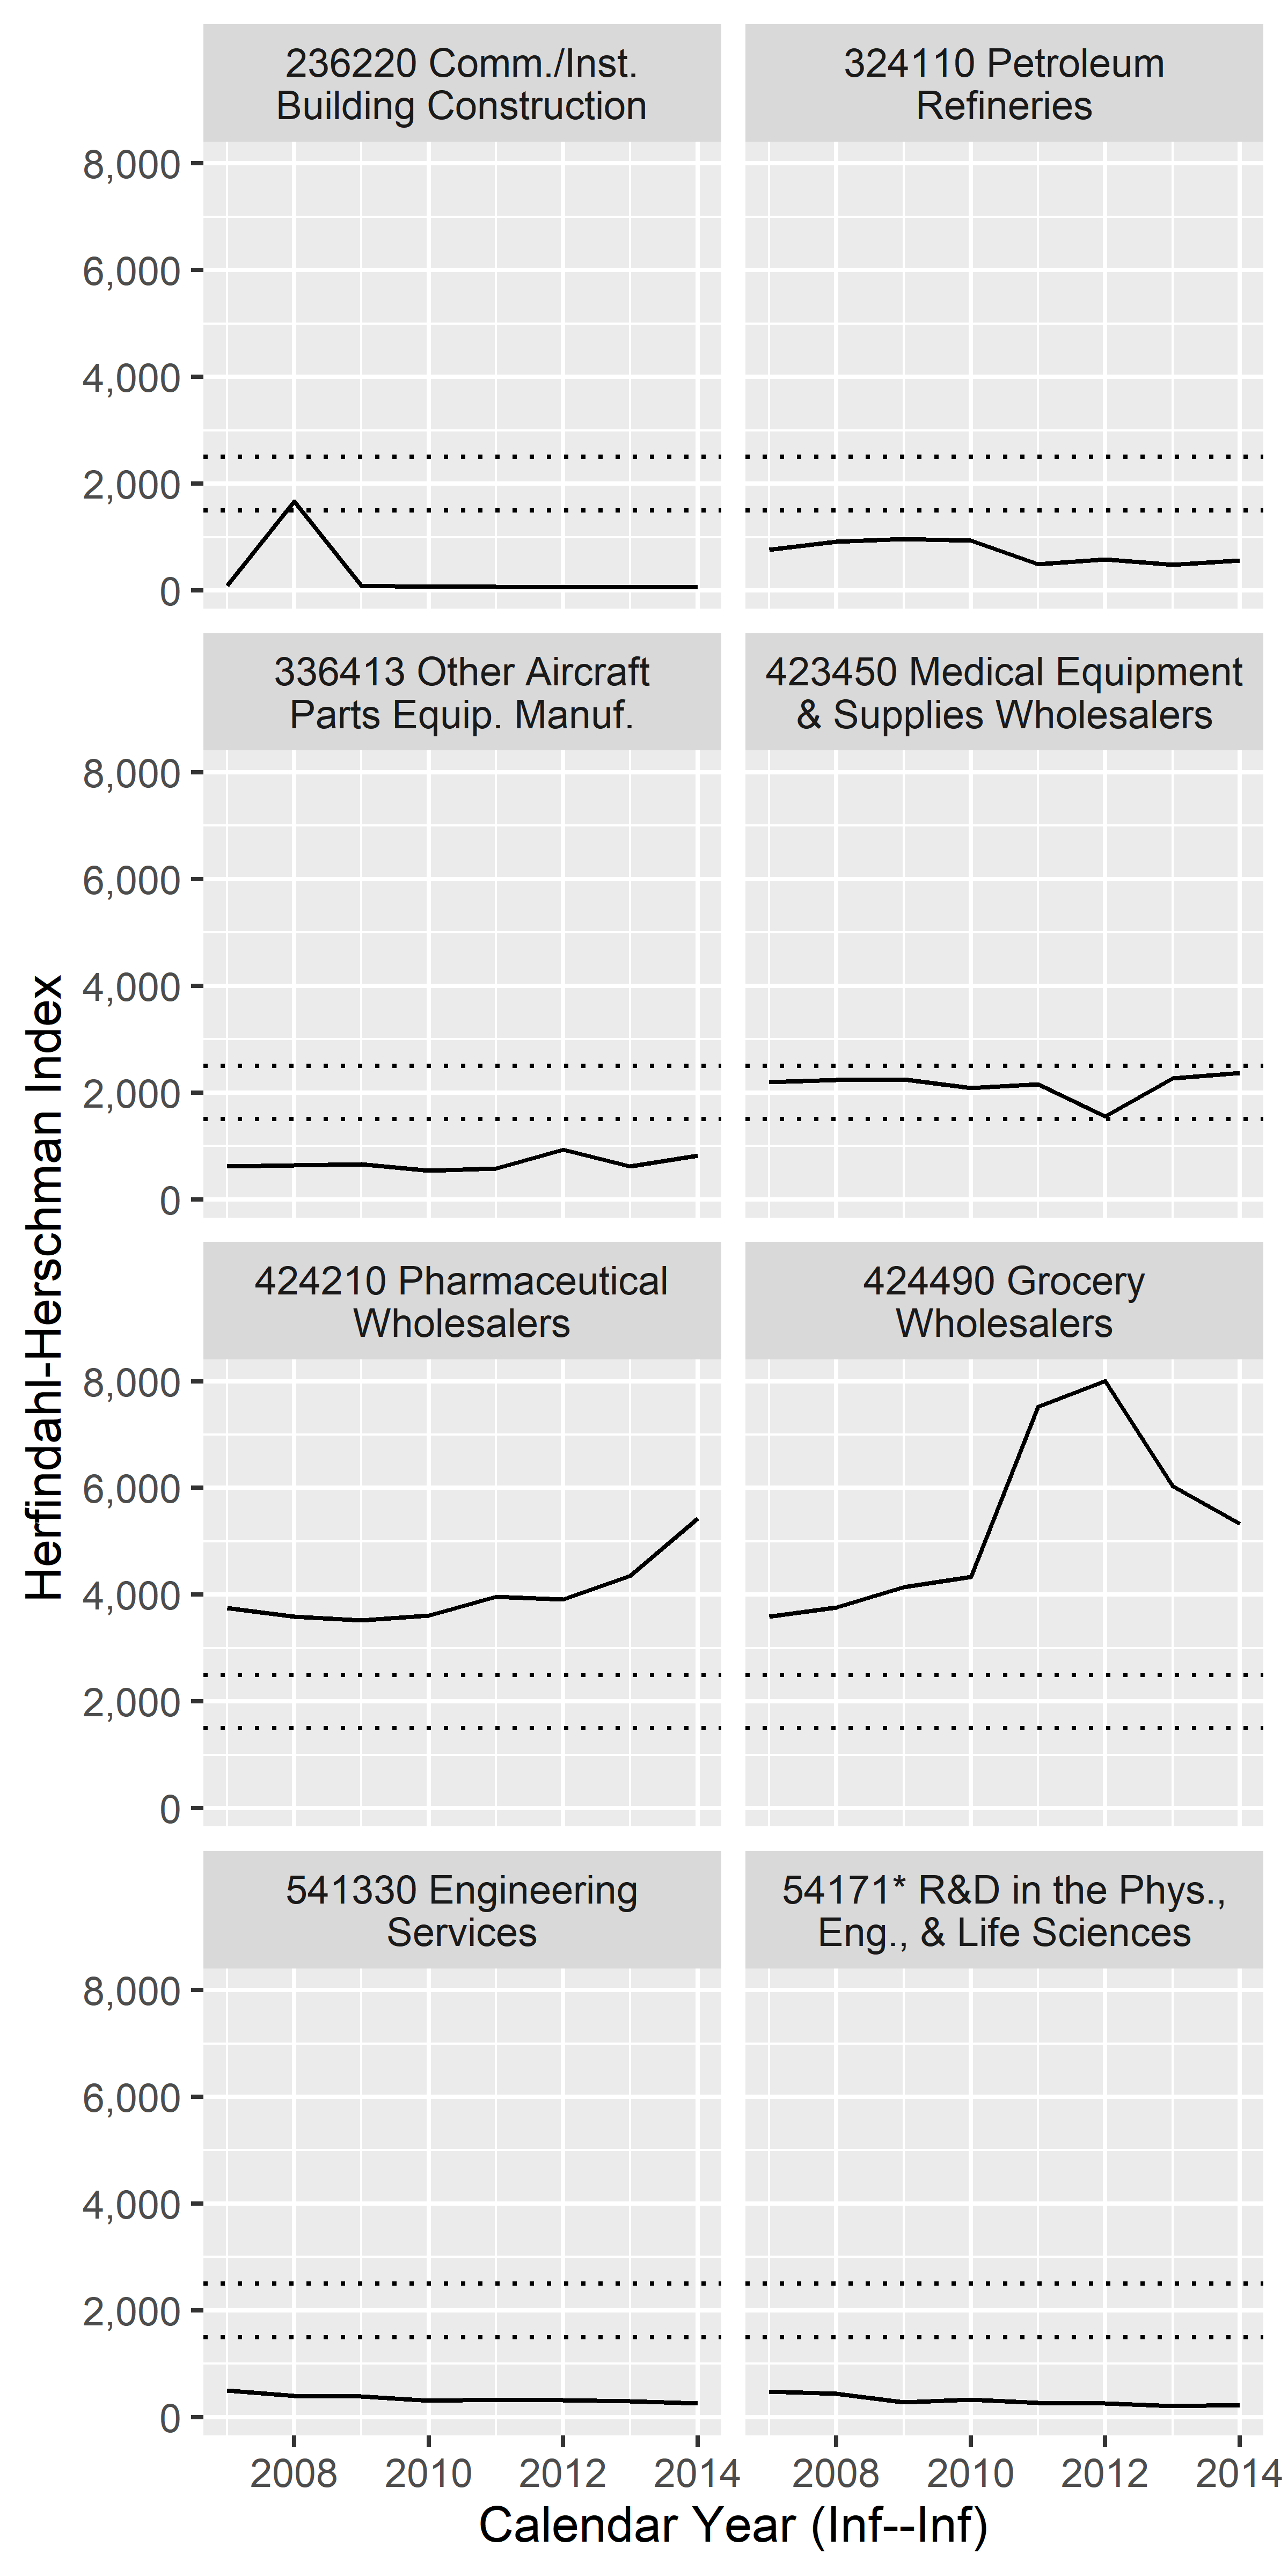 236220 Comm./Inst.
Building Construction
324110 Petroleum
Refineries
8,000
6,000
4,000
2,000
0
336413 Other Aircraft
Parts Equip. Manuf.
423450 Medical Equipment
& Supplies Wholesalers
8,000
6,000
4,000
2,000
0
Herfindahl-Herschman Index
424210 Pharmaceutical
Wholesalers
424490 Grocery
Wholesalers
8,000
6,000
4,000
2,000
0
541330 Engineering
Services
54171* R&D in the Phys.,
Eng., & Life Sciences
8,000
6,000
4,000
2,000
0
2008 2010 2012 2014
2008 2010 2012 2014
Calendar Year (Inf--Inf)